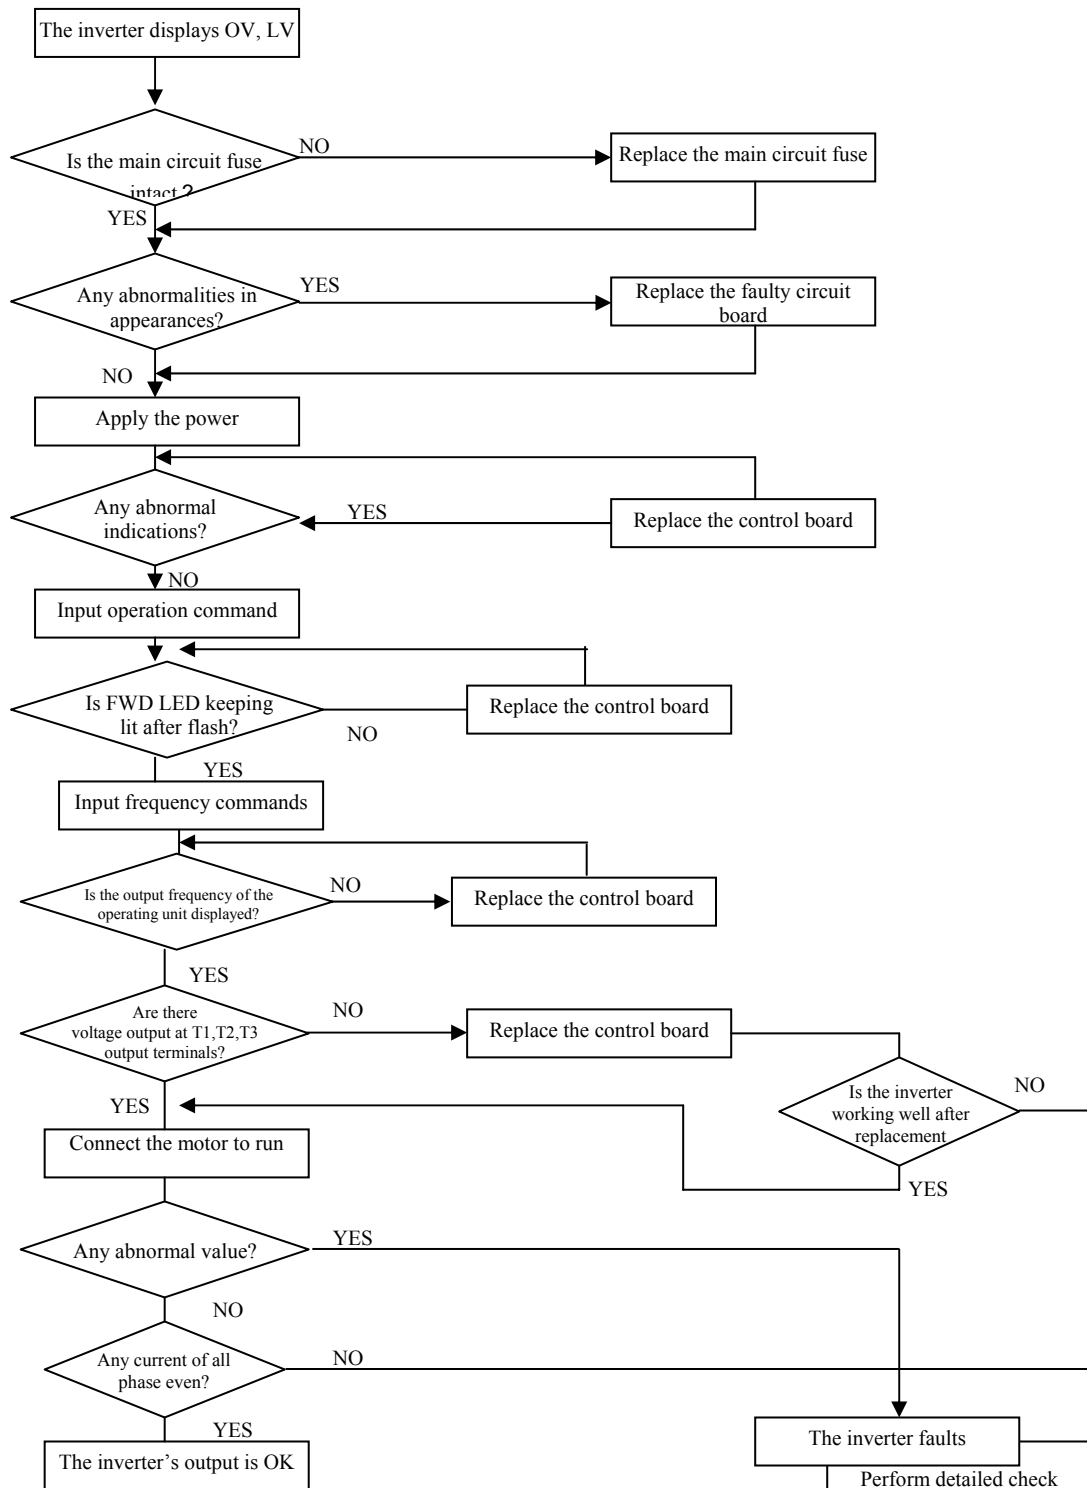 The inverter displays OV, LV
NO
Is the main circuit fuse
intact ?
Replace the main circuit fuse
YES
Any abnormalities in
appearances?
YES
Replace the faulty circuit
board
NO
Apply the power
Any abnormal
indications?
YES
Replace the control board
NO
Input operation command
Is FWD LED keeping
lit after flash?
NO
Replace the control board
YES
Input frequency commands
Is the output frequency of the
operating unit displayed?
NO
Replace the control board
YES
Are there
voltage output at T1,T2,T3
output terminals?
NO
Replace the control board
Is the inverter
working well after
replacement
NO
YES
YES
Connect the motor to run
Any abnormal value?
YES
NO
Any current of all
phase even?
NO
YES
The inverter faults
The inverter’s output is OK
Perform detailed check